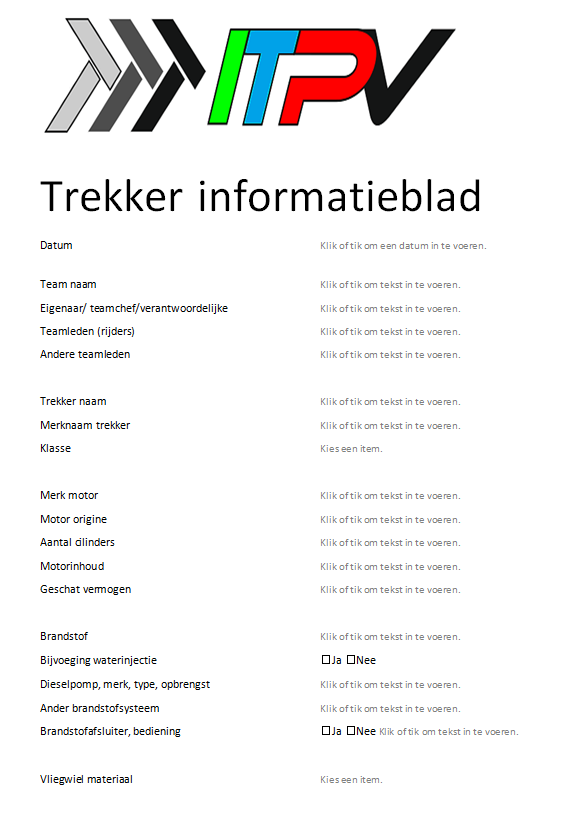 ITPV
Trekker informatieblad
Datum Klik of tik om een datum in te voeren.
Team naam Klik of tik om tekst in te voeren.
Eigenaar/ teamchef/verantwoordelijke Klik of tik om tekst in te voeren.
Teamleden (rijders) Klik of tik om tekst in te voeren.
Andere teamleden Klik of tik om tekst in te voeren.
Trekker naam Klik of tik om tekst in te voeren.
Merknaam trekker Klik of tik om tekst in te voeren.
Klasse Kies een item.
Merk motor Klik of tik om tekst in te voeren.
Motor origine Klik of tik om tekst in te voeren.
Aantal cilinders Klik of tik om tekst in te voeren.
Motorinhoud Klik of tik om tekst in te voeren.
Geschat vermogen Klik of tik om tekst in te voeren.
Brandstof Klik of tik om tekst in te voeren.
Bijvoeging waterinjectie ☐Ja ☐Nee
Dieselpomp, merk, type, opbrengst Klik of tik om tekst in te voeren.
Ander brandstofsysteem Klik of tik om tekst in te voeren.
Brandstofafsluiter, bediening ☐Ja ☐Nee Klik of tik om tekst in te voeren.
Vliegwiel materiaal Kies een item.